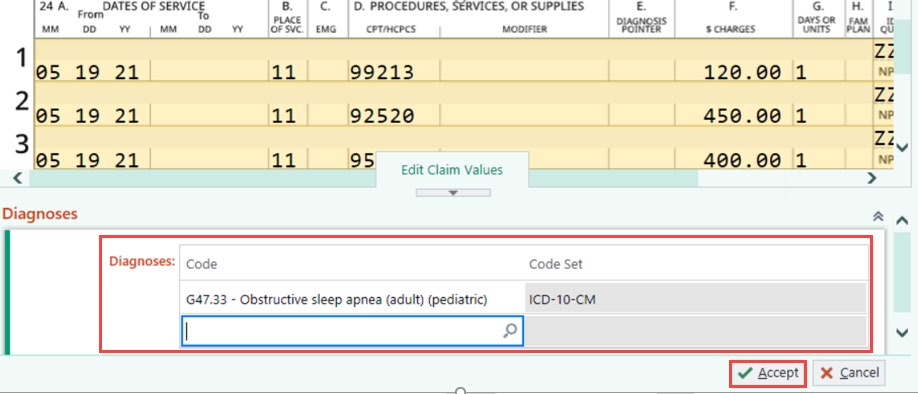 24 A. DATES OF SERVICE B. C. D. PROCEDURES, SERVICES, OR SUPPLIES E. F. G. H. I.
From To PLACE DIAGNOSIS DAYS OR FAM
MM DD YY MM DD YY OF SVC. EMG CPT/HCPCS MODIFIER POINTER $ CHARGES UNITS PLAN QU
1 ZZ
05 19 21 11 99213 120.00 1 NP
2 ZZ
05 19 21 11 92520 450.00 1 NP
3 ZZ
05 19 21 11 95 400.00 1 NP
Edit Claim Values
Diagnoses
Diagnoses: Code Code Set
G47.33 - Obstructive sleep apnea (adult) (pediatric) ICD-10-CM
Accept Cancel